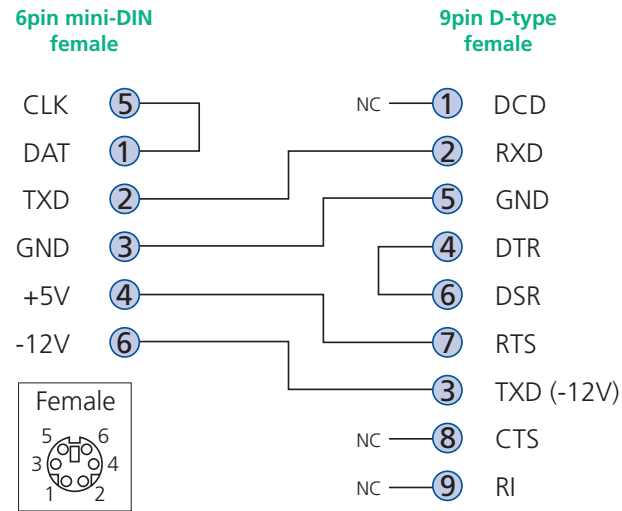 6pin mini-DIN
female
9pin D-type
female
CLK 5
NC 1 DCD
DAT 1
2 RXD
TXD 2
5 GND
GND 3
4 DTR
+5V 4
6 DSR
-12V 6
7 RTS
3 TXD (-12V)
NC 8 CTS
NC 9 RI
Female
5 6
3 4
1 2